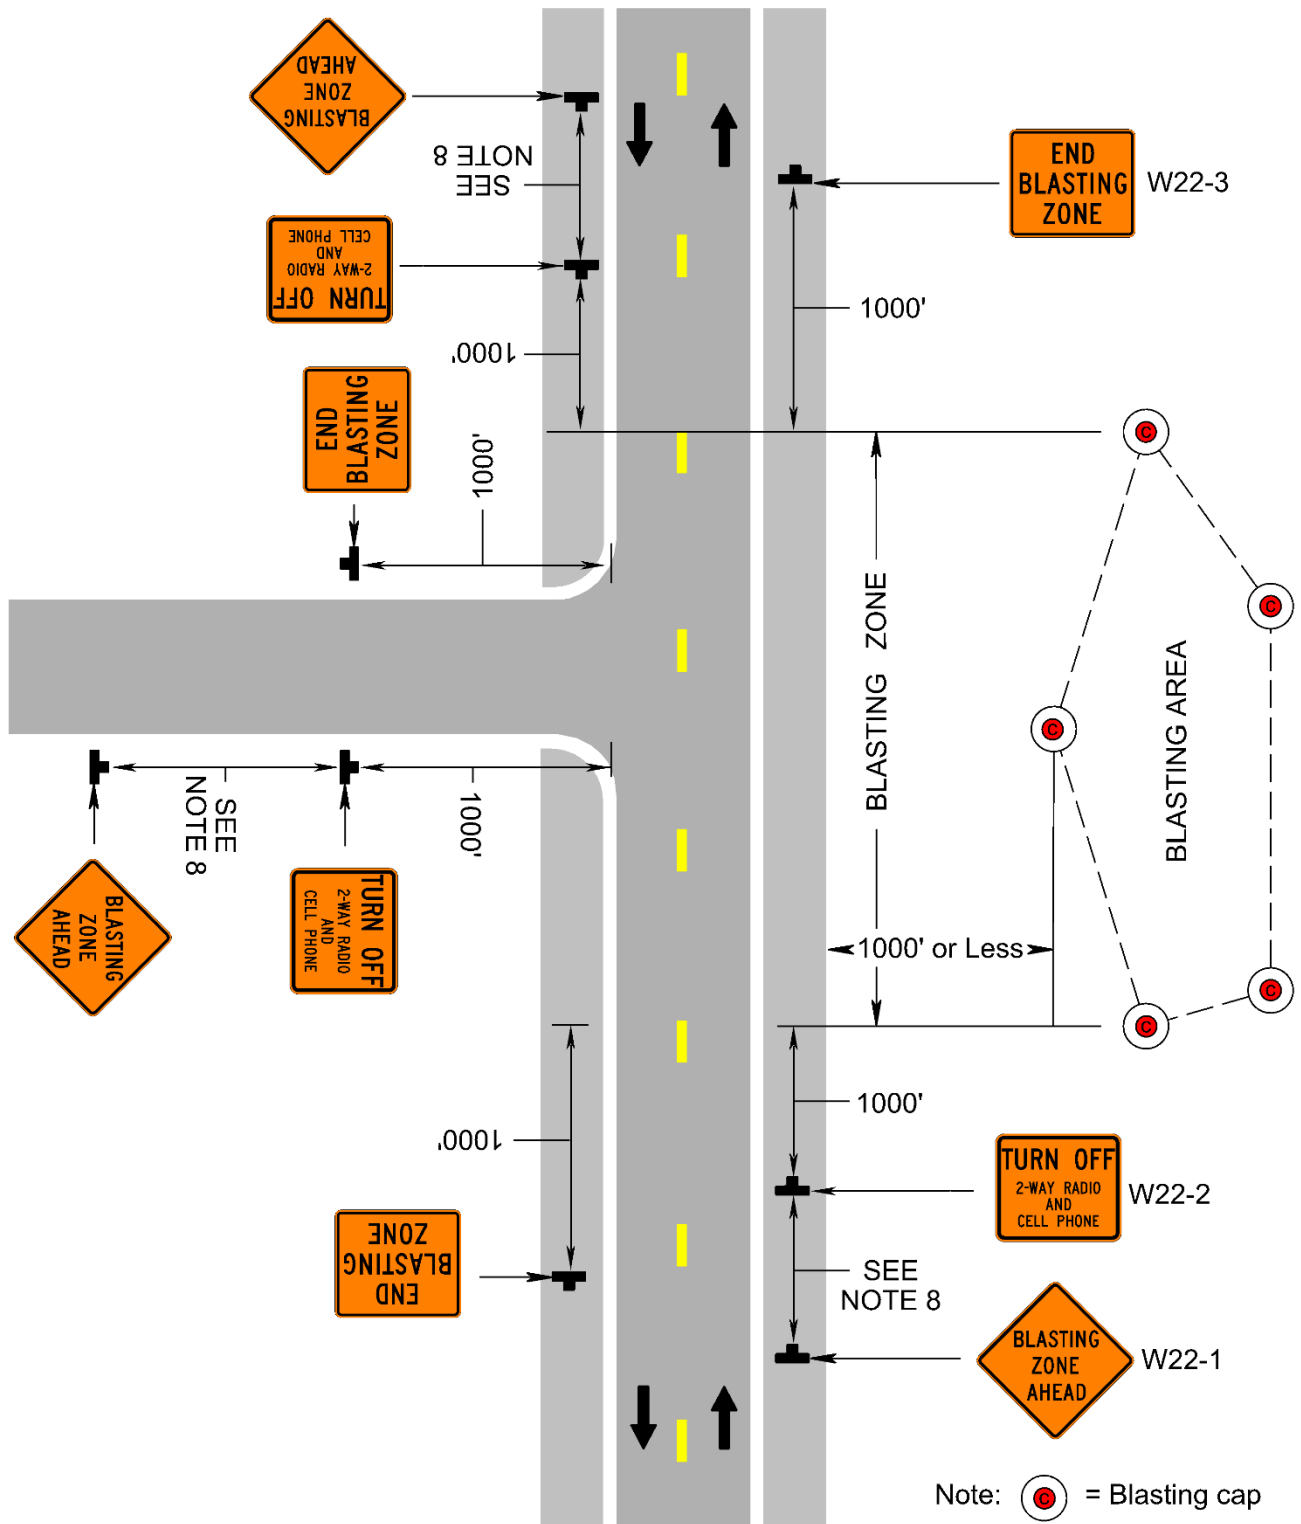 BLASTING
ZONE
AHEAD
SEE
NOTE 8
TURN OFF
2-WAY RADIO
AND
CELL PHONE
1000'
END
BLASTING
ZONE
1000'
END
BLASTING
ZONE
W22-3
1000'
BLASTING ZONE
C
C
C
C
C
BLASTING AREA
1000' or Less
SEE
NOTE 8
1000'
BLASTING
ZONE
AHEAD
TURN OFF
2-WAY RADIO
AND
CELL PHONE
1000'
END
BLASTING
ZONE
1000'
TURN OFF
2-WAY RADIO
AND
CELL PHONE
W22-2
SEE
NOTE 8
BLASTING
ZONE
AHEAD
W22-1
Note: C = Blasting cap